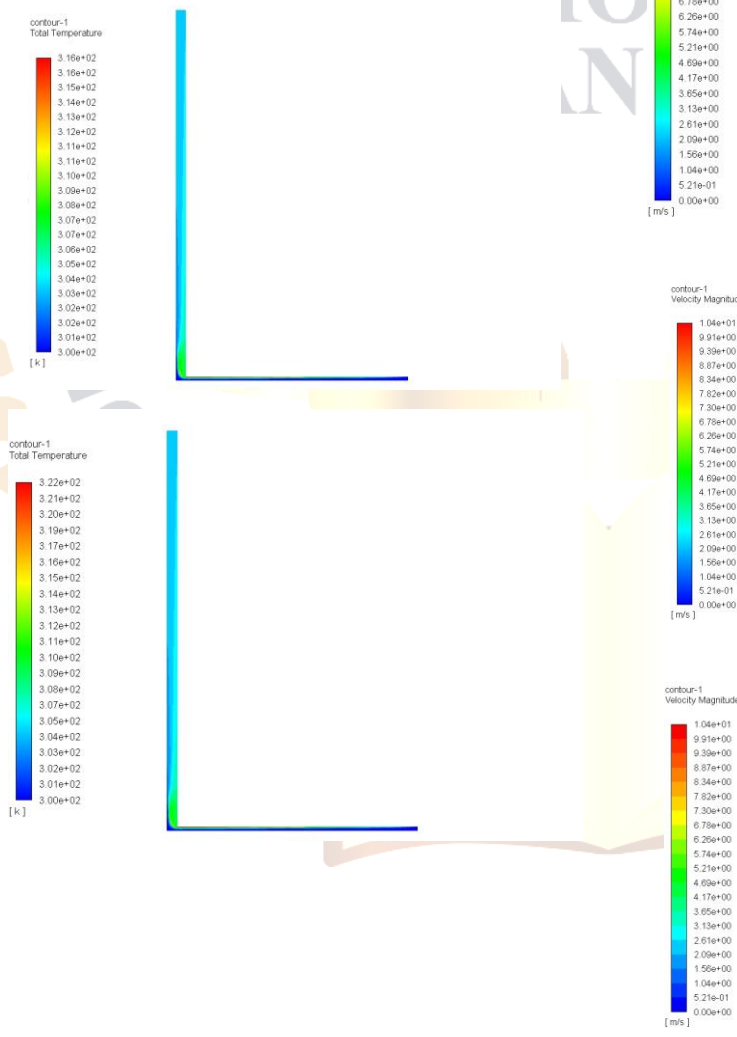 contour-1
Total Temperature
3.16e+02
3.16e+02
3.15e+02
3.14e+02
3.13e+02
3.12e+02
3.11e+02
3.11e+02
3.10e+02
3.09e+02
3.08e+02
3.07e+02
3.07e+02
3.06e+02
3.05e+02
3.04e+02
3.03e+02
3.02e+02
3.02e+02
3.01e+02
3.00e+02
[ k ]
contour-1
Total Temperature
3.22e+02
3.21e+02
3.20e+02
3.19e+02
3.17e+02
3.16e+02
3.15e+02
3.14e+02
3.13e+02
3.12e+02
3.11e+02
3.10e+02
3.09e+02
3.08e+02
3.07e+02
3.05e+02
3.04e+02
3.03e+02
3.02e+02
3.01e+02
3.00e+02
[ k ]
6.78e+00
6.26e+00
5.74e+00
5.21e+00
4.69e+00
4.17e+00
3.65e+00
3.13e+00
2.61e+00
2.09e+00
1.56e+00
1.04e+00
5.21e-01
0.00e+00
[ m/s ]
contour-1
Velocity Magnitud
1.04e+01
9.91e+00
9.39e+00
8.87e+00
8.34e+00
7.82e+00
7.30e+00
6.78e+00
6.26e+00
5.74e+00
5.21e+00
4.69e+00
4.17e+00
3.65e+00
3.13e+00
2.61e+00
2.09e+00
1.56e+00
1.04e+00
5.21e-01
0.00e+00
[ m/s ]
contour-1
Velocity Magnitude
1.04e+01
9.91e+00
9.39e+00
8.87e+00
8.34e+00
7.82e+00
7.30e+00
6.78e+00
6.26e+00
5.74e+00
5.21e+00
4.69e+00
4.17e+00
3.65e+00
3.13e+00
2.61e+00
2.09e+00
1.56e+00
1.04e+00
5.21e-01
0.00e+00
[ m/s ]